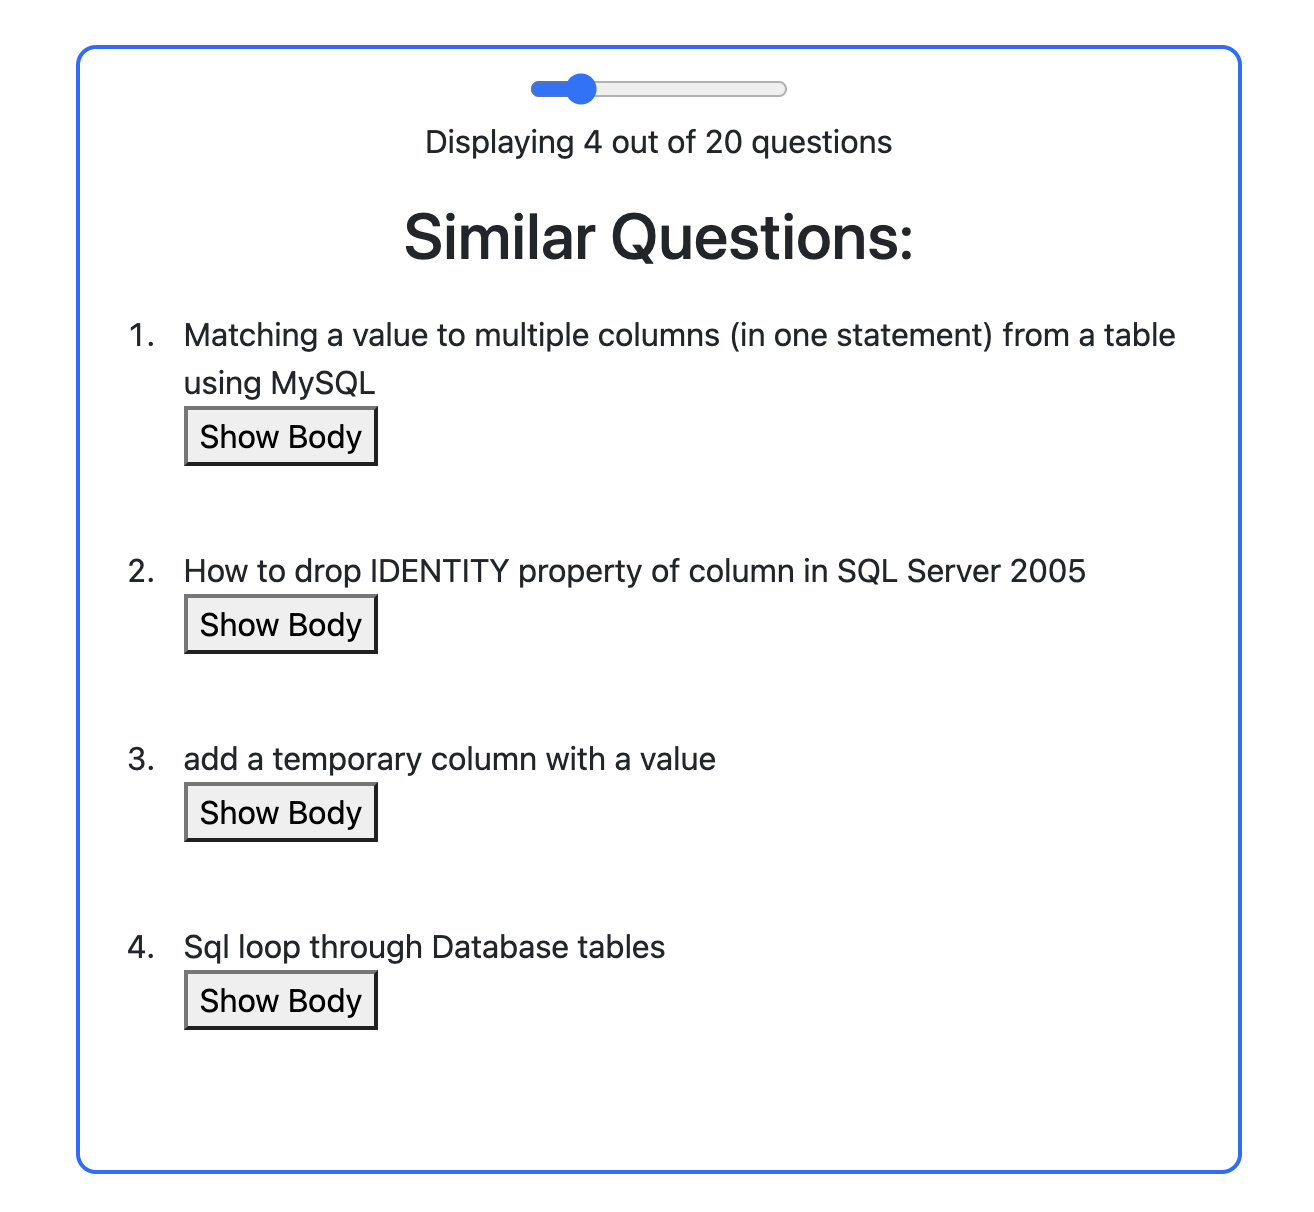 Displaying 4 out of 20 questions
Similar Questions:
1. Matching a value to multiple columns (in one statement) from a table
using MySQL
Show Body
2. How to drop IDENTITY property of column in SQL Server 2005
Show Body
3. add a temporary column with a value
Show Body
4. Sql loop through Database tables
Show Body